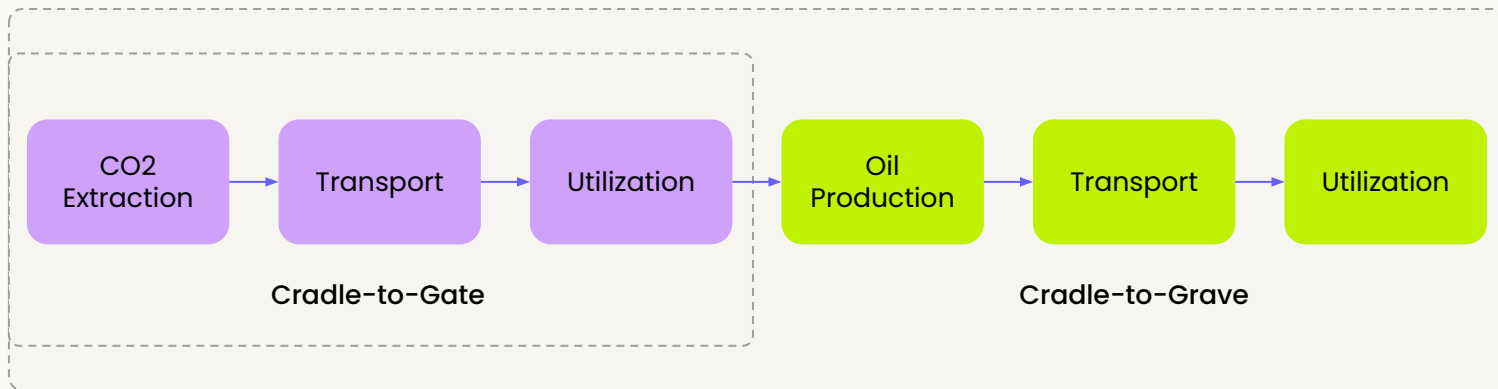 CO2
Extraction
Transport
Utilization
Oil
Production
Transport
Utilization
Cradle-to-Gate
Cradle-to-Grave